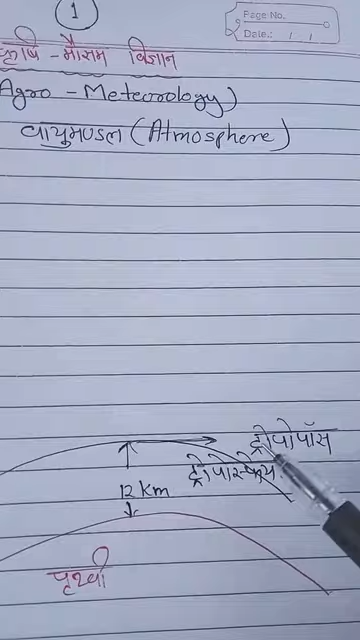 1
Page No.
Date: / /
कृषि - मौसम विज्ञान
Agro - Meteorology)
वायुमण्डल (Atmosphere)
ट्रोपोपॉस
ट्रोपोस्फेयर
12 km
पृथ्वी